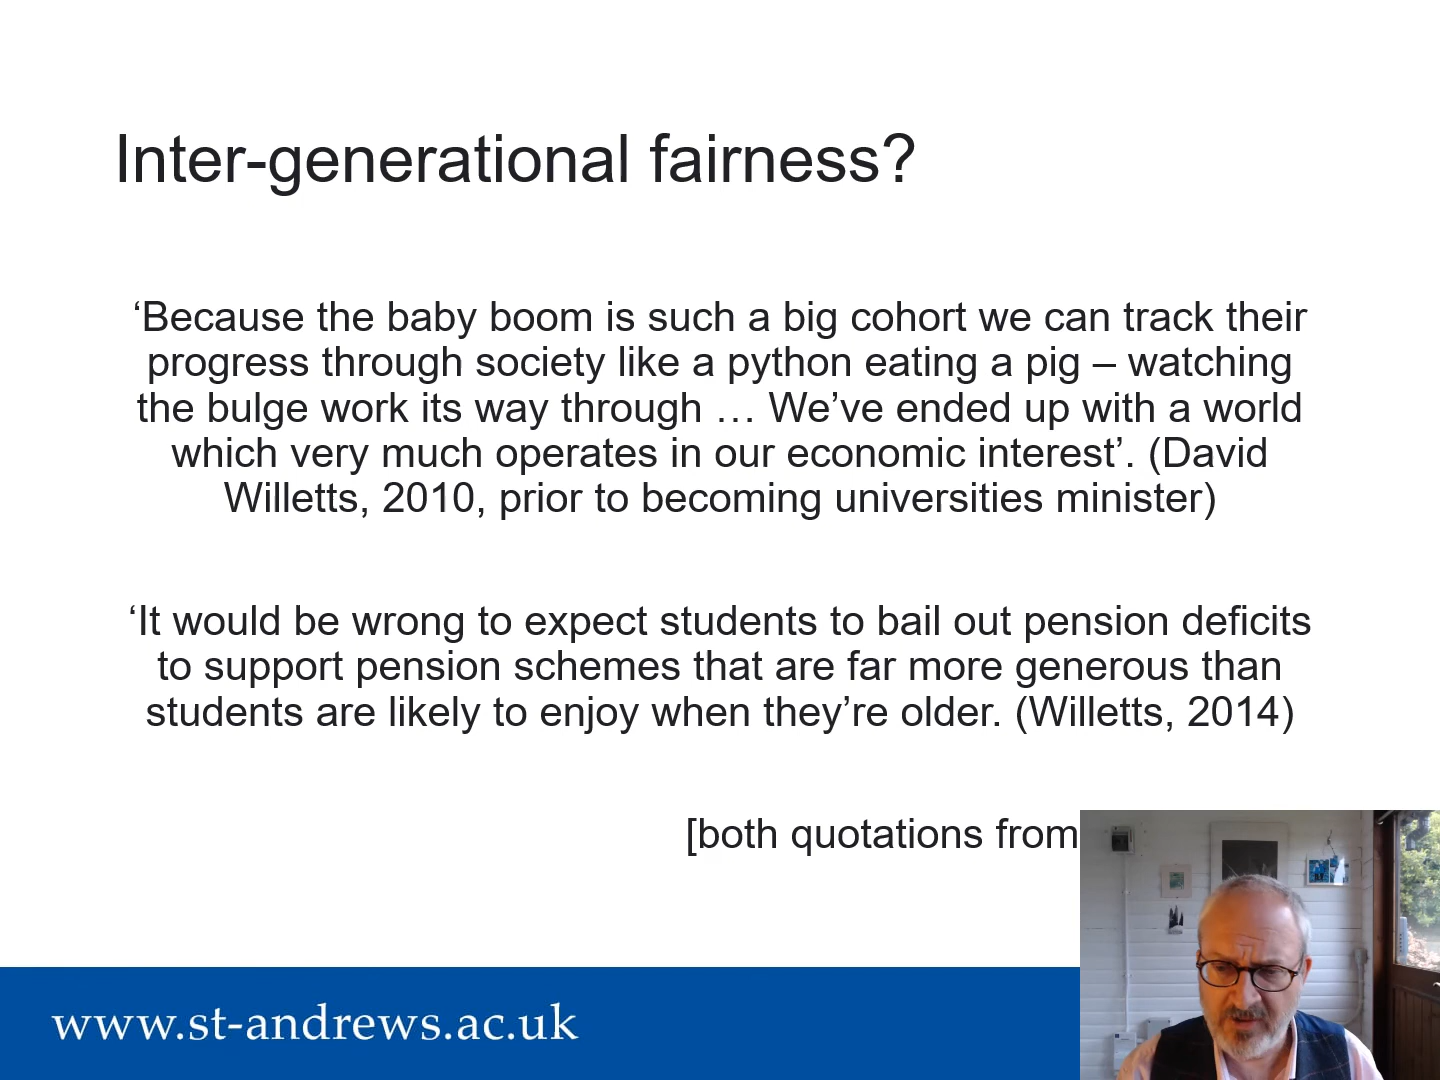 Inter-generational fairness?
‘Because the baby boom is such a big cohort we can track their
progress through society like a python eating a pig – watching
the bulge work its way through … We’ve ended up with a world
which very much operates in our economic interest’. (David
Willetts, 2010, prior to becoming universities minister)
‘It would be wrong to expect students to bail out pension deficits
to support pension schemes that are far more generous than
students are likely to enjoy when they’re older. (Willetts, 2014)
[both quotations from
www.st-andrews.ac.uk